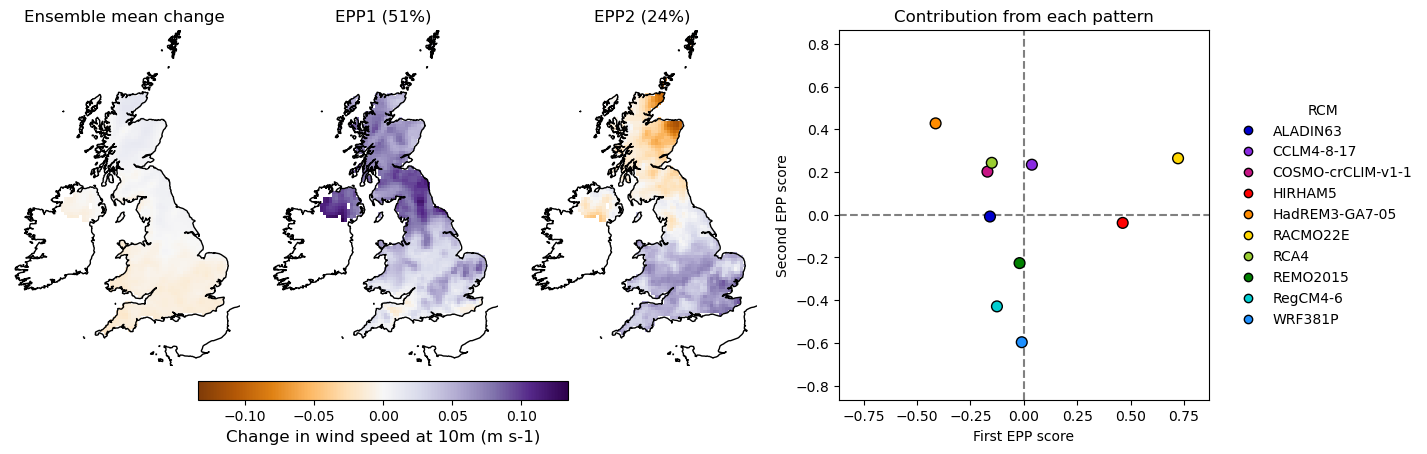 Ensemble mean change
EPP1 (51%)
EPP2 (24%)
−0.10
−0.05
0.00
0.05
0.10
Change in wind speed at 10m (m s-1)
Contribution from each pattern
Second EPP score
0.8
0.6
0.4
0.2
0.0
−0.2
−0.4
−0.6
−0.8
−0.75
−0.50
−0.25
0.00
0.25
0.50
0.75
First EPP score
RCM
ALADIN63
CCLM4-8-17
COSMO-crCLIM-v1-1
HIRHAM5
HadREM3-GA7-05
RACMO22E
RCA4
REMO2015
RegCM4-6
WRF381P